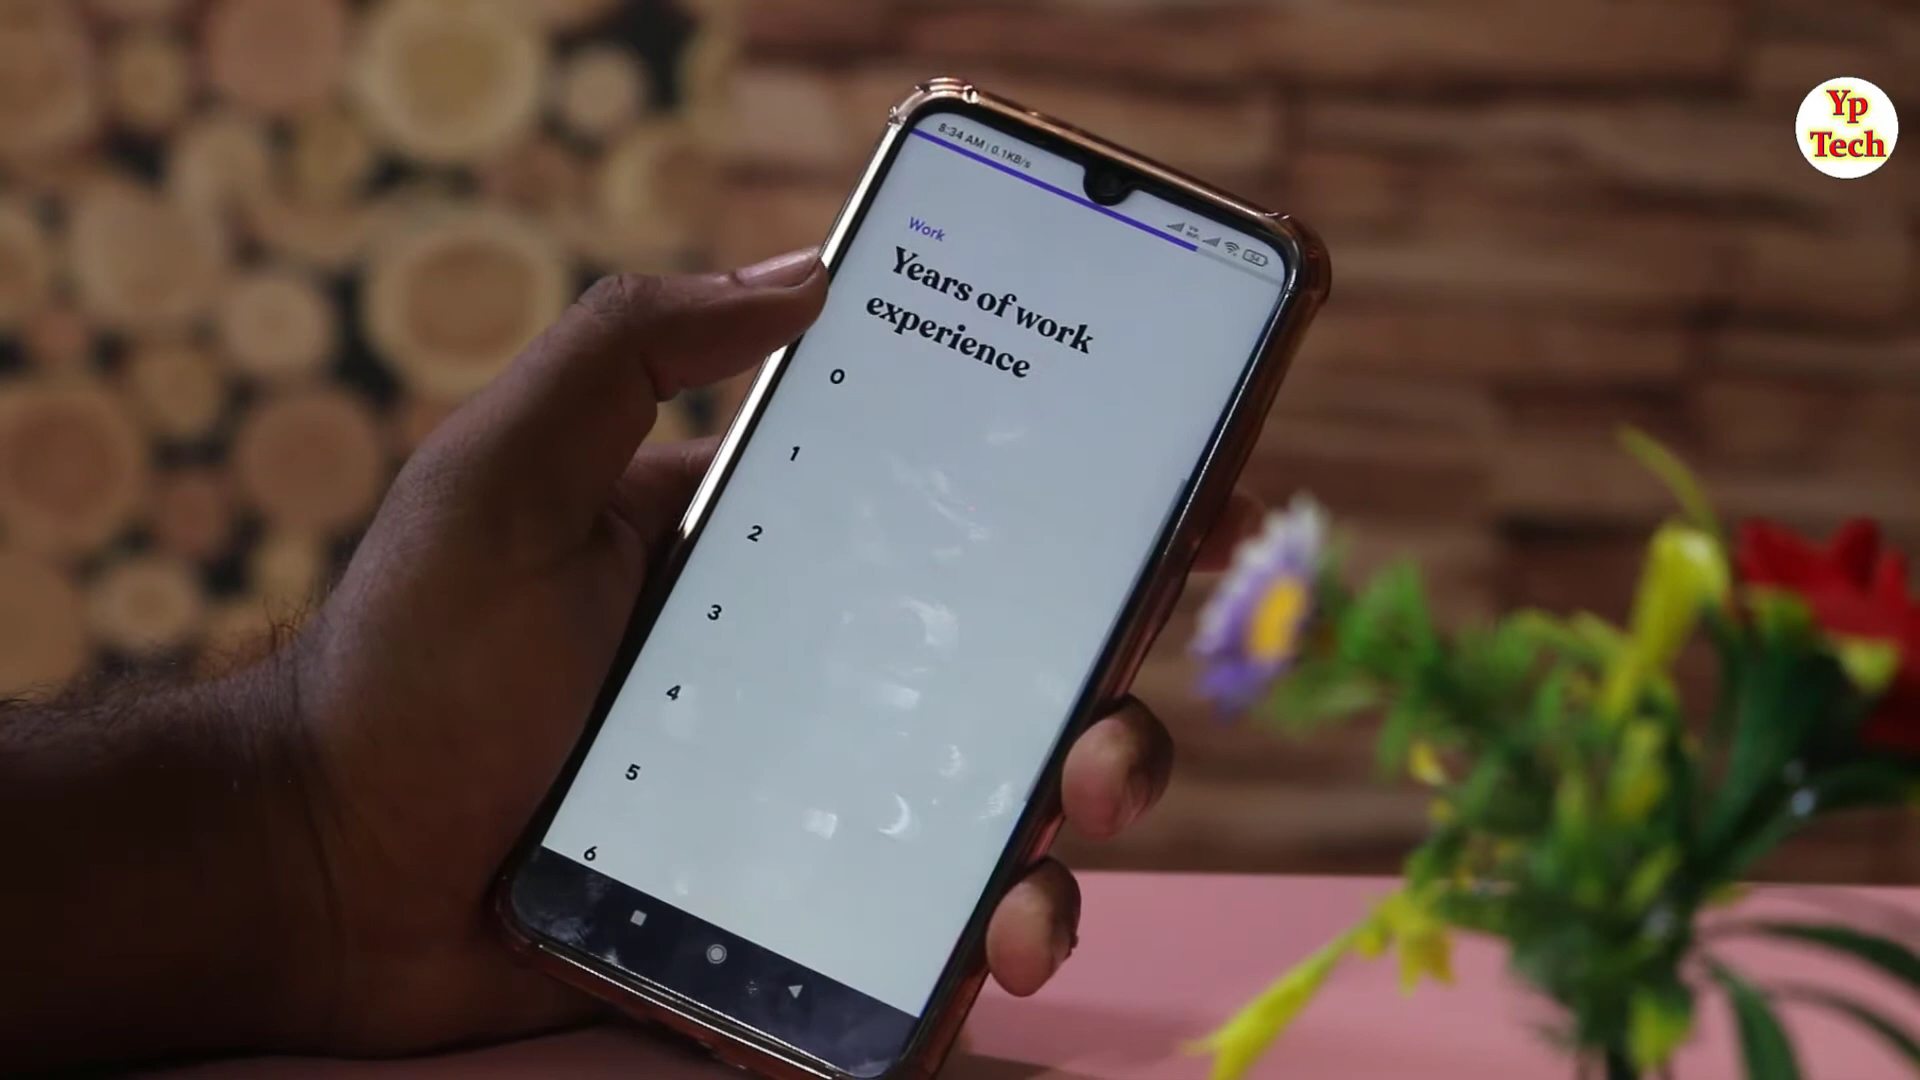 Yp
Tech
8:34 AM | 0.1KB/s
54
Work
Years of work
experience
0
1
2
3
4
5
6